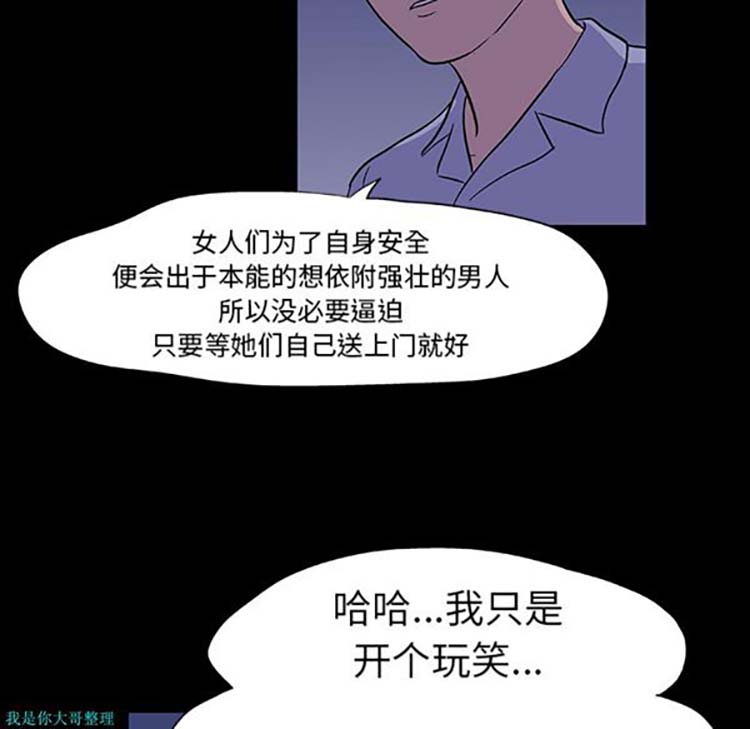 女人们为了自身安全
便会出于本能的想依附强壮的男人
所以没必要逼迫
只要等她们自己送上门就好
哈哈...我只是
开个玩笑...
我是你大哥整理